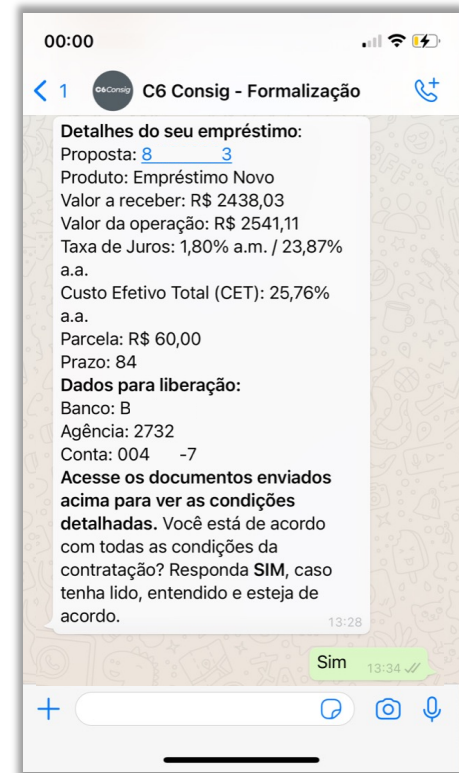 00:00
1 C6Consig C6 Consig - Formalização
Detalhes do seu empréstimo:
Proposta: 8 3
Produto: Empréstimo Novo
Valor a receber: R$ 2438,03
Valor da operação: R$ 2541,11
Taxa de Juros: 1,80% a.m. / 23,87%
a.a.
Custo Efetivo Total (CET): 25,76%
a.a.
Parcela: R$ 60,00
Prazo: 84
Dados para liberação:
Banco: B
Agência: 2732
Conta: 004 -7
Acesse os documentos enviados
acima para ver as condições
detalhadas. Você está de acordo
com todas as condições da
contratação? Responda SIM, caso
tenha lido, entendido e esteja de
acordo.
13:28
Sim 13:34